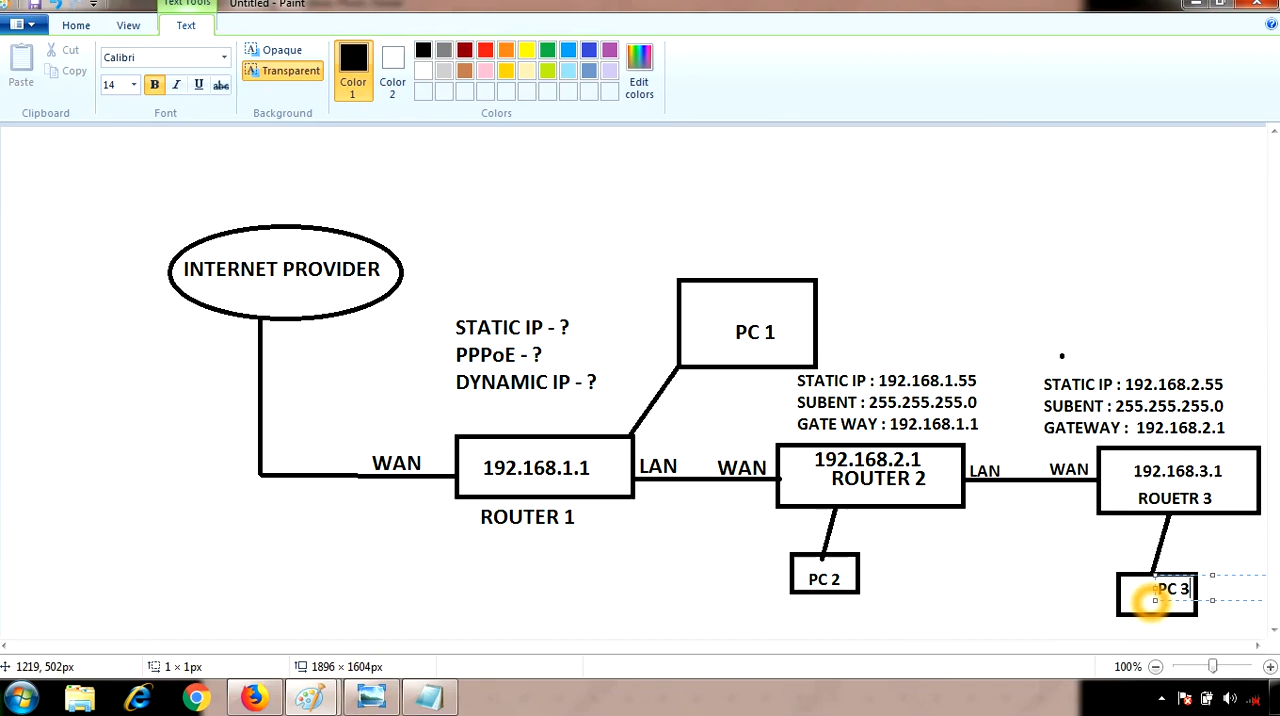 Text Tools
Untitled - Paint
Home
View
Text
Paste
Cut
Copy
Clipboard
Calibri
14
B
I
U
abc
Font
Opaque
Transparent
Background
Color 1
Color 2
Edit colors
Colors
INTERNET PROVIDER
STATIC IP - ?
PPPoE - ?
DYNAMIC IP - ?
PC 1
STATIC IP : 192.168.1.55
SUBENT : 255.255.255.0
GATE WAY : 192.168.1.1
STATIC IP : 192.168.2.55
SUBENT : 255.255.255.0
GATEWAY : 192.168.2.1
WAN
192.168.1.1
ROUTER 1
LAN
WAN
192.168.2.1
ROUTER 2
LAN
WAN
192.168.3.1
ROUETR 3
PC 2
PC 3
1219, 502px
1 × 1px
1896 × 1604px
100%